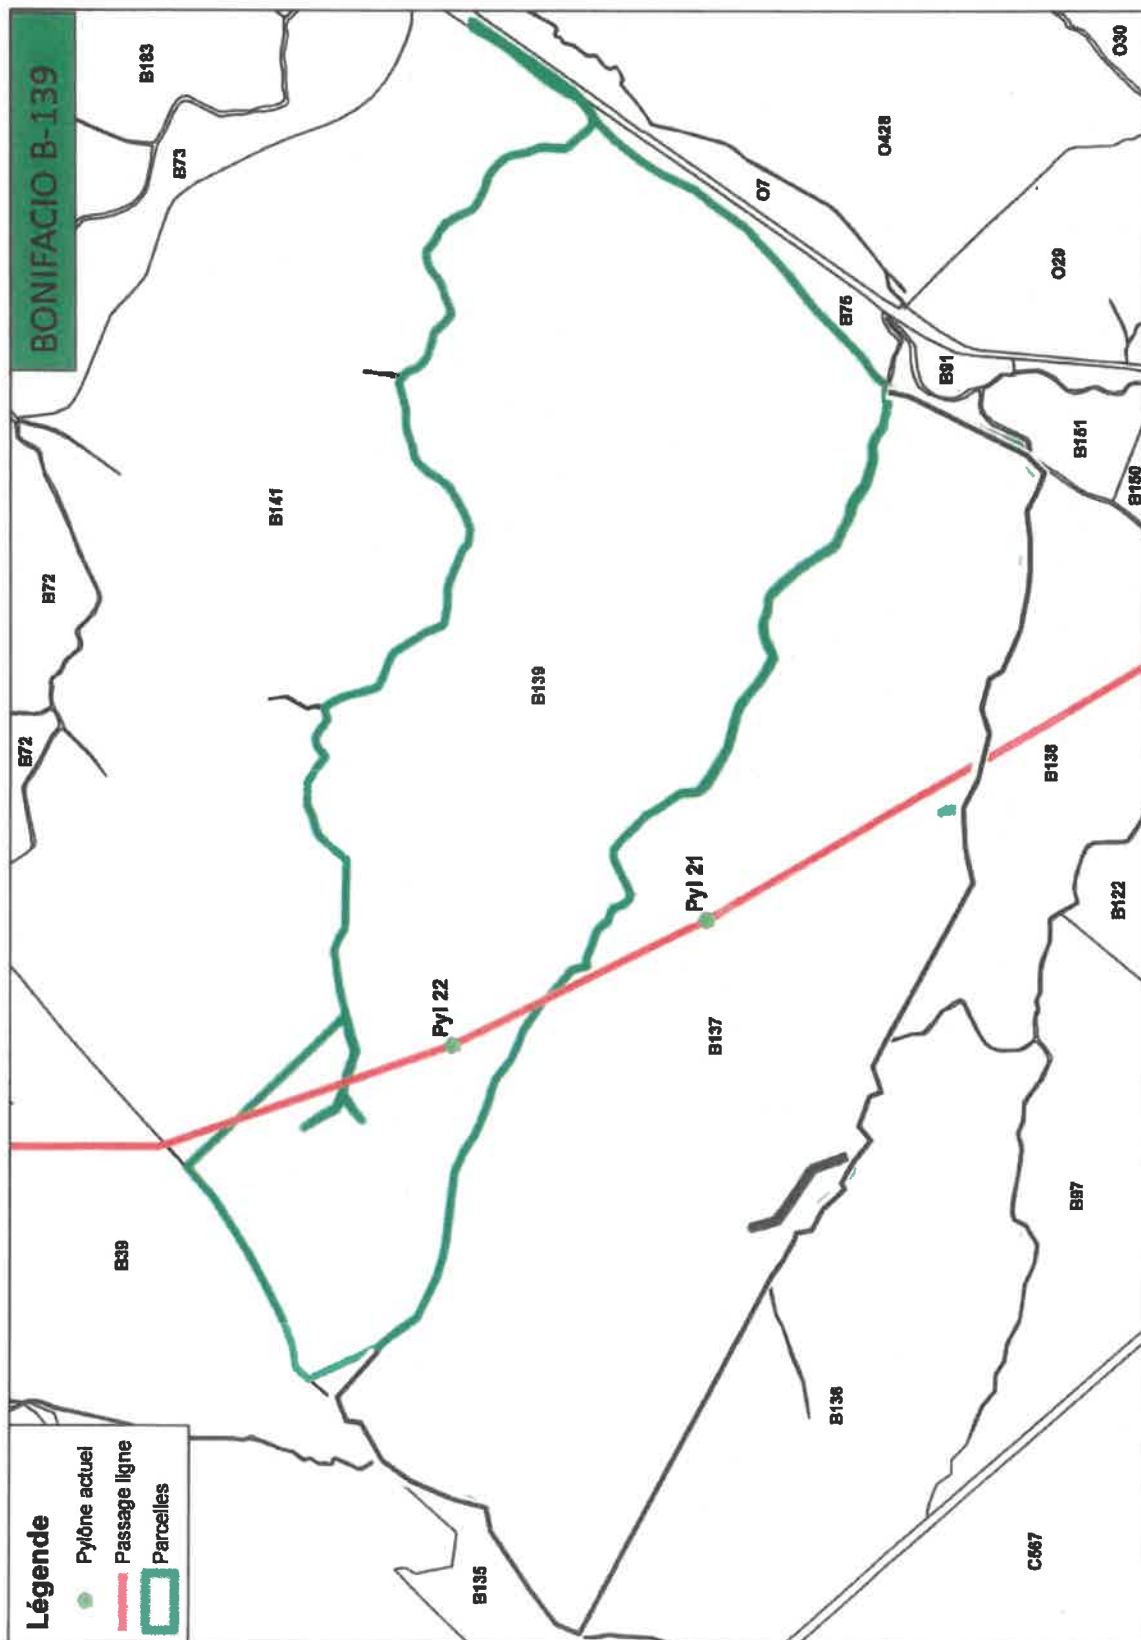 BONIFACIO B-139
B183
B73
B72
B72
B141
B139
O7
O428
O30
O29
B75
B91
B151
B150
B138
B122
B137
Pyl 21
Pyl 22
B39
B97
B136
B135
C567
Légende
Pylône actuel
Passage ligne
Parcelles